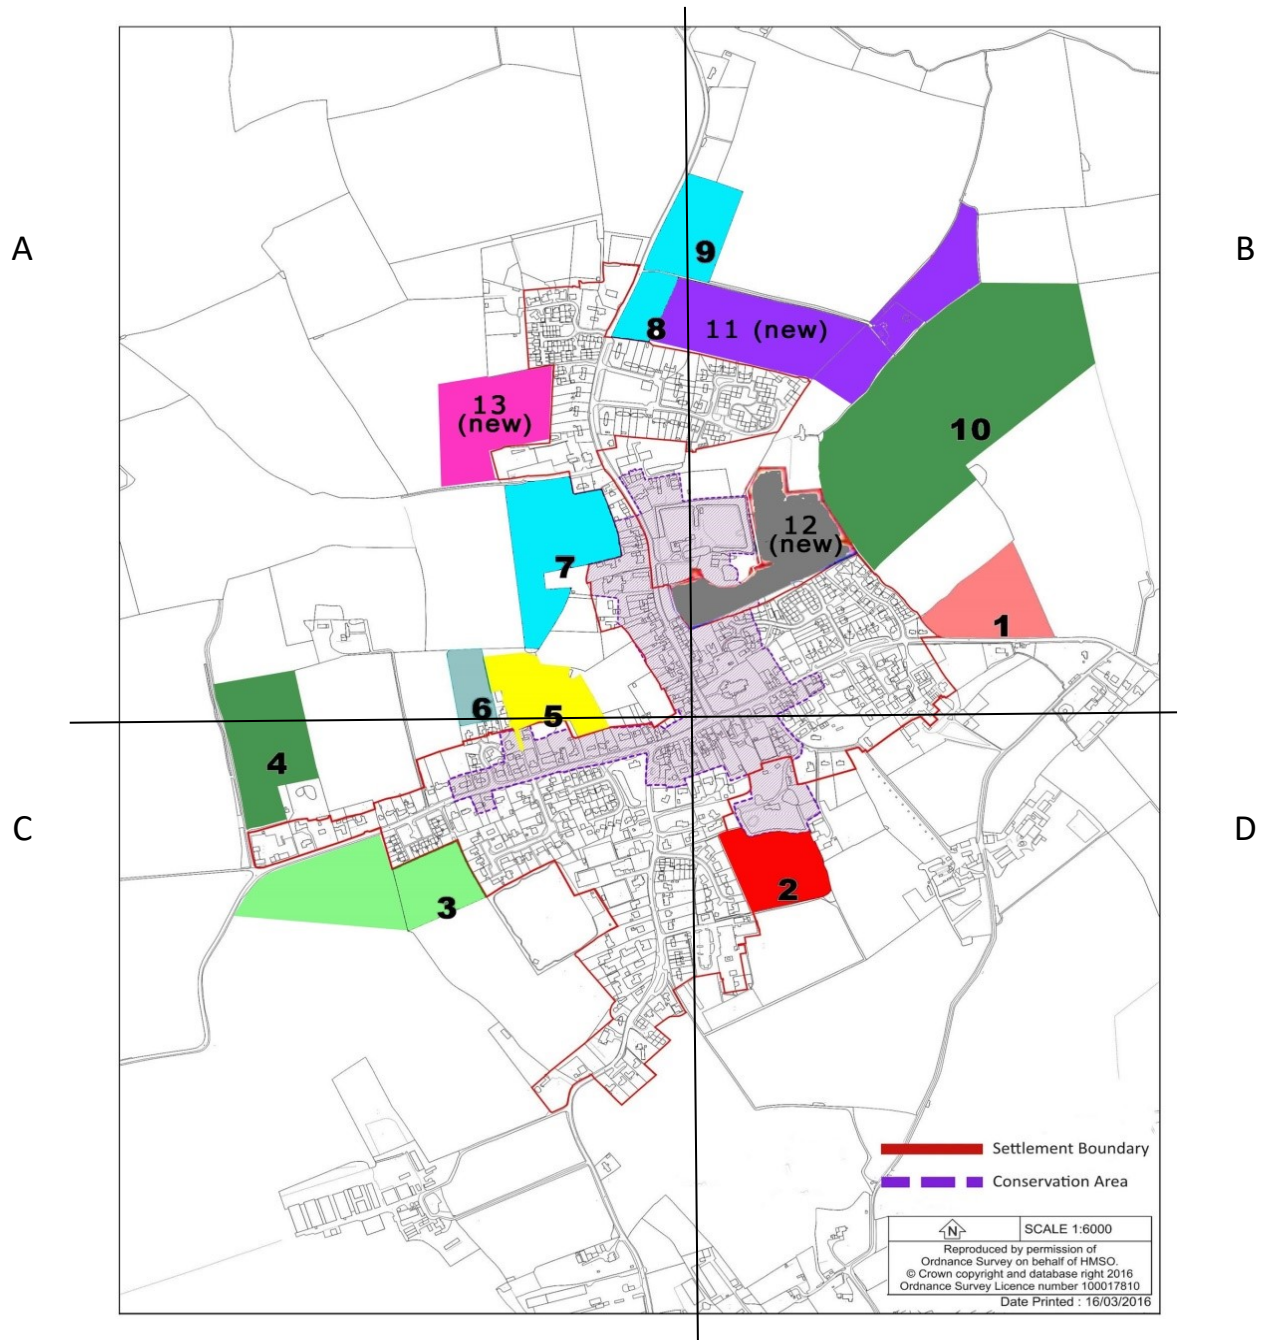 A
B
9
8
11 (new)
13
(new)
10
12
(new)
7
1
6
5
4
C
D
3
2
Settlement Boundary
Conservation Area
N
SCALE 1:6000
Reproduced by permission of
Ordnance Survey on behalf of HMSO.
© Crown copyright and database right 2016
Ordnance Survey Licence number 100017810
Date Printed : 16/03/2016